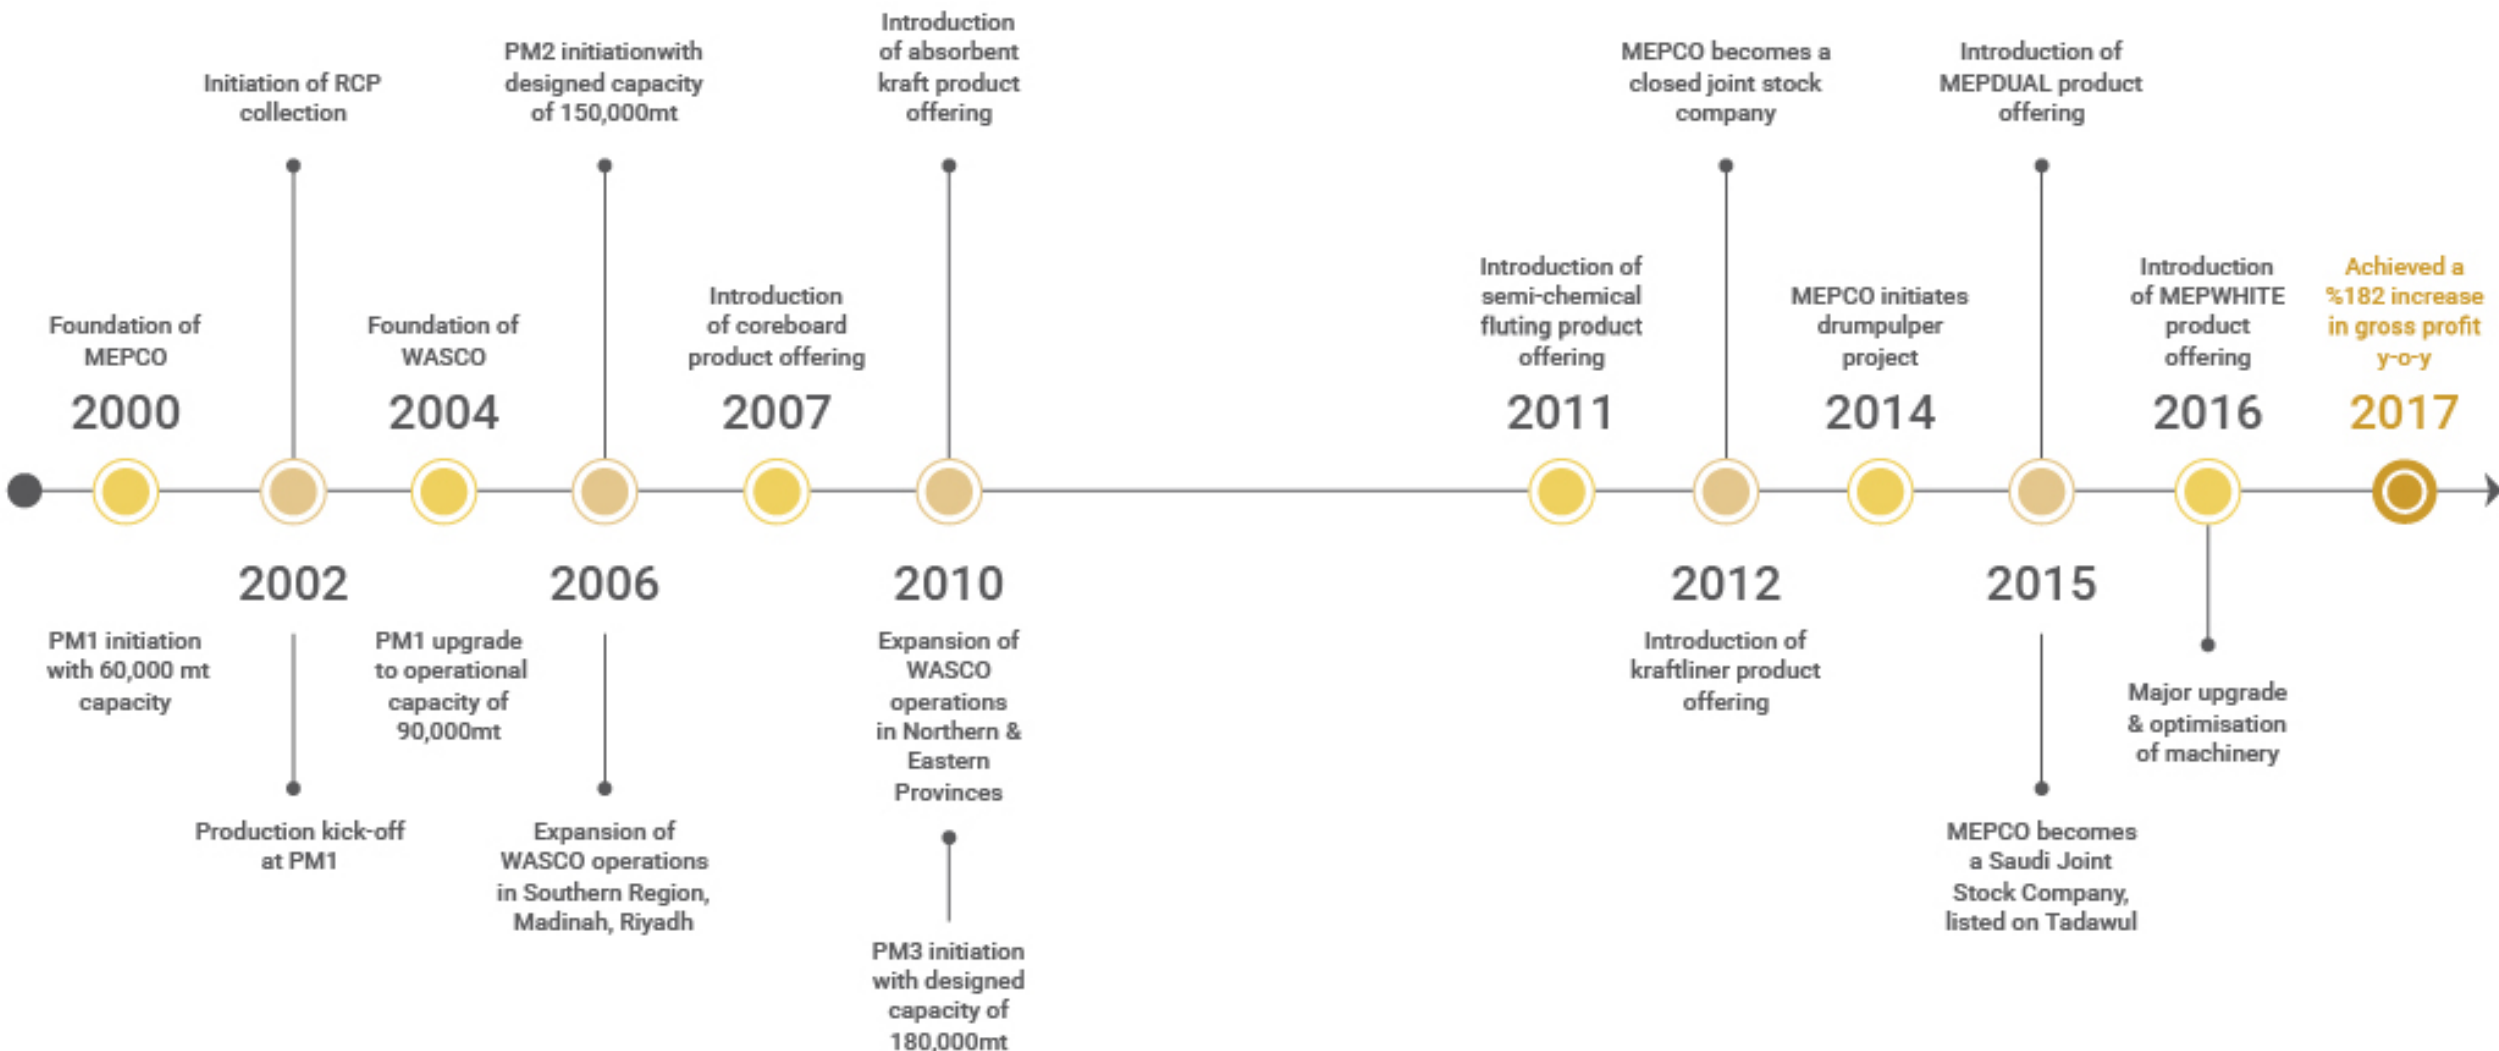 Foundation of
MEPCO
2000
PM1 initiation
with 60,000 mt
capacity
Initiation of RCP
collection
2002
Production kick-off
at PM1
Foundation of
WASCO
2004
PM1 upgrade
to operational
capacity of
90,000mt
PM2 initiationwith
designed capacity
of 150,000mt
2006
Expansion of
WASCO operations
in Southern Region,
Madinah, Riyadh
Introduction
of coreboard
product offering
2007
Introduction
of absorbent
kraft product
offering
2010
Expansion of
WASCO
operations
in Northern &
Eastern
Provinces
PM3 initiation
with designed
capacity of
180,000mt
Introduction of
semi-chemical
fluting product
offering
2011
MEPCO becomes a
closed joint stock
company
2012
Introduction of
kraftliner product
offering
MEPCO initiates
drumpulper
project
2014
Introduction of
MEPDUAL product
offering
2015
MEPCO becomes
a Saudi Joint
Stock Company,
listed on Tadawul
Introduction
of MEPWHITE
product
offering
2016
Major upgrade
& optimisation
of machinery
Achieved a
%182 increase
in gross profit
y-o-y
2017